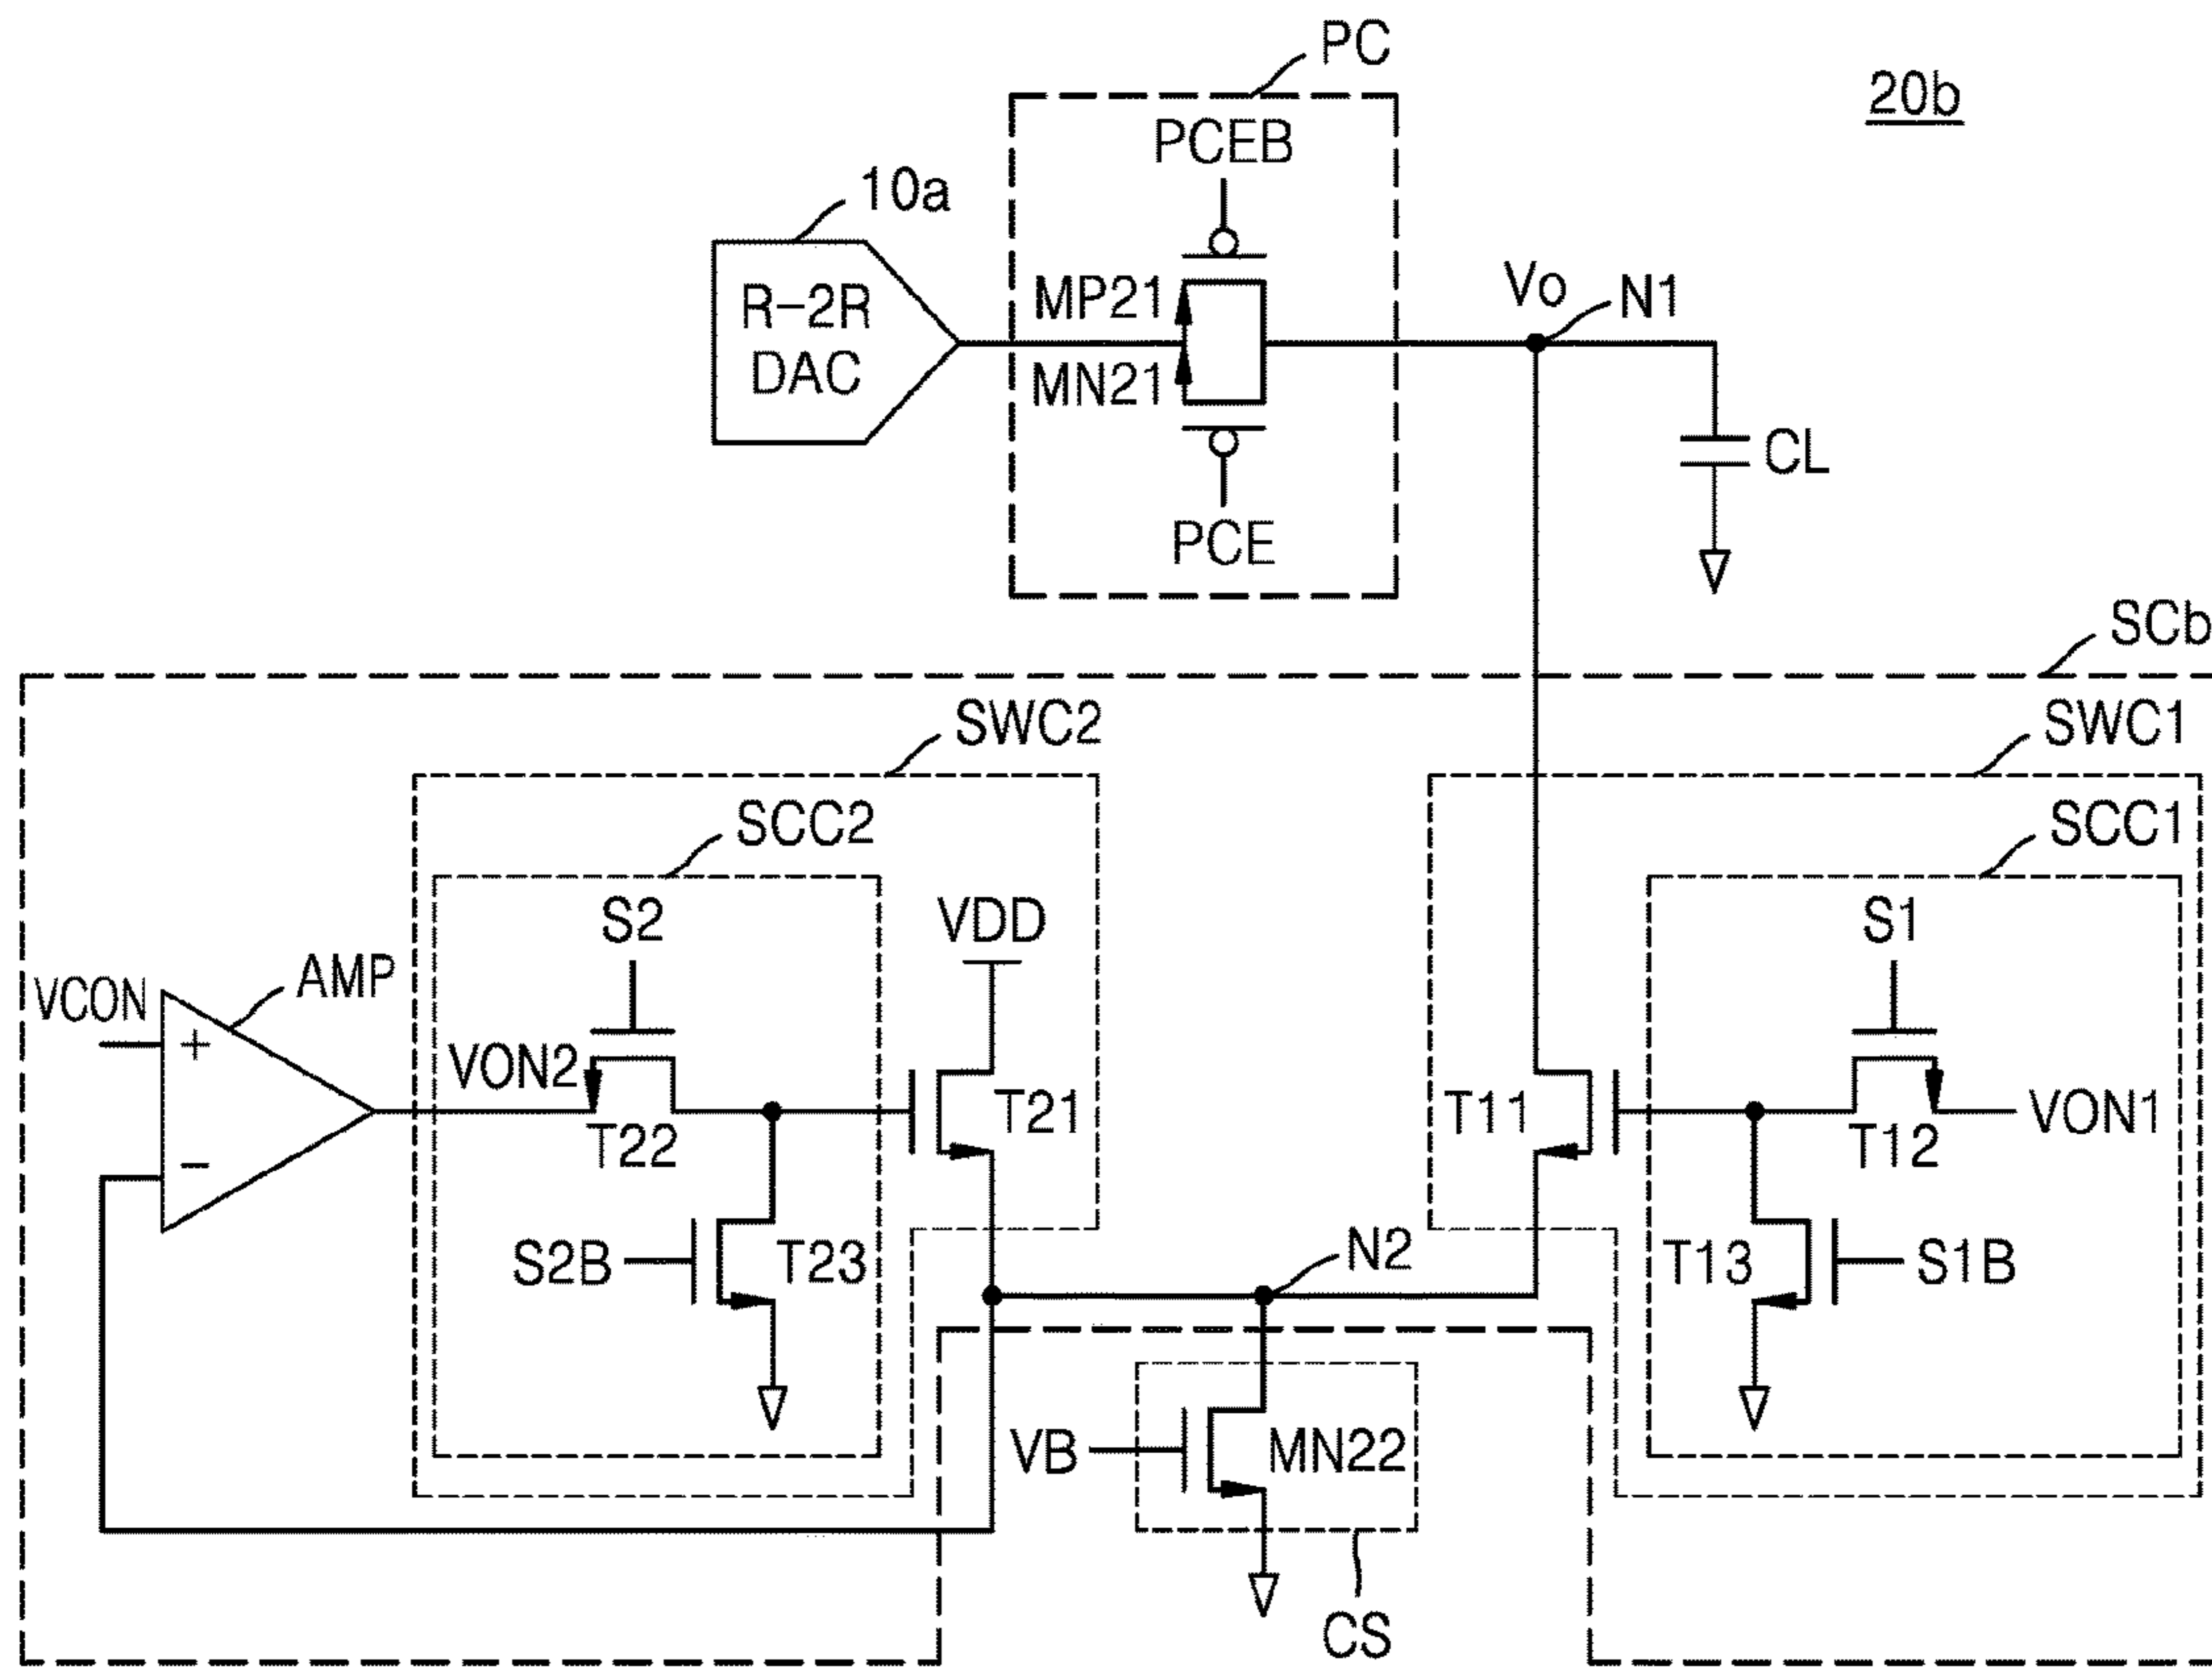 PC
20b
PCEB
10a
R-2R
DAC
MP21
MN21
Vo
N1
CL
PCE
SCb
SWC2
SWC1
SCC2
SCC1
S2
VDD
S1
VCON
AMP
+
VON2
T22
T21
T11
T12
VON1
−
S2B
T23
N2
T13
S1B
VB
MN22
CS